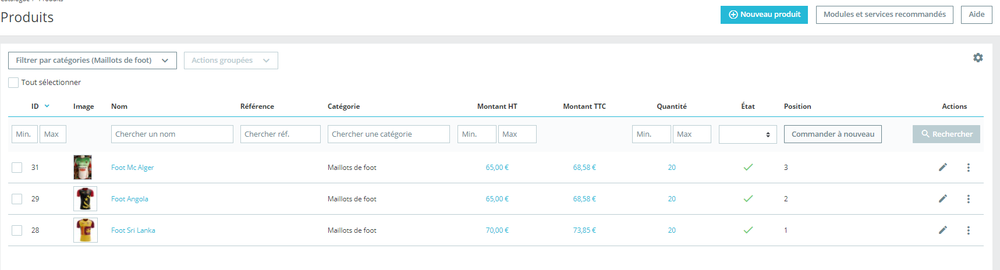 Catalogue / Produits
Produits
Nouveau produit
Modules et services recommandés
Aide
Filtrer par catégories (Maillots de foot)
Actions groupées
Tout sélectionner
ID Image Nom Référence Catégorie Montant HT Montant TTC Quantité État Position Actions
Min. Max Chercher un nom Chercher réf. Chercher une catégorie Min. Max Min. Max Commander à nouveau Rechercher
31 Foot Mc Alger Maillots de foot 65,00 € 68,58 € 20 3
29 Foot Angola Maillots de foot 65,00 € 68,58 € 20 2
28 Foot Sri Lanka Maillots de foot 70,00 € 73,85 € 20 1